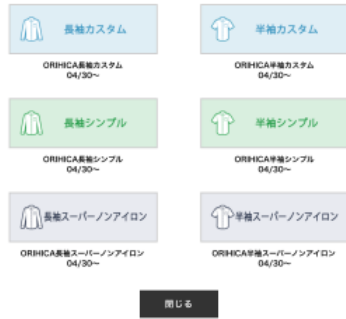 長袖カスタム
半袖カスタム
ORIHICA長袖カスタム
04/30〜
ORIHICA半袖カスタム
04/30〜
長袖シンプル
半袖シンプル
ORIHICA長袖シンプル
04/30〜
ORIHICA半袖シンプル
04/30〜
長袖スーパーノンアイロン
半袖スーパーノンアイロン
ORIHICA長袖スーパーノンアイロン
04/30〜
ORIHICA半袖スーパーノンアイロン
04/30〜
閉じる